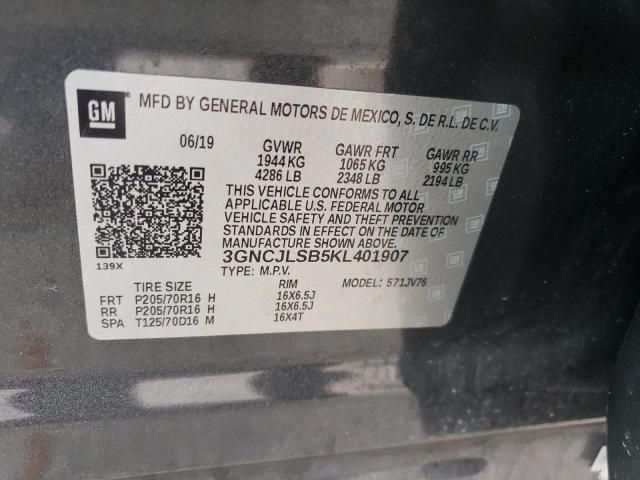 GM
MFD BY GENERAL MOTORS DE MEXICO, S. DE R.L. DE C.V.
06/19 GVWR GAWR FRT GAWR RR
1944 KG 1065 KG 995 KG
4286 LB 2348 LB 2194 LB
THIS VEHICLE CONFORMS TO ALL
APPLICABLE U.S. FEDERAL MOTOR
VEHICLE SAFETY AND THEFT PREVENTION
STANDARDS IN EFFECT ON THE DATE OF
MANUFACTURE SHOWN ABOVE.
139X
3GNCJLSB5KL401907
TYPE: M.P.V. MODEL: 571JV76
TIRE SIZE RIM
FRT P205/70R16 H 16X6.5J
RR P205/70R16 H 16X6.5J
SPA T125/70D16 M 16X4T